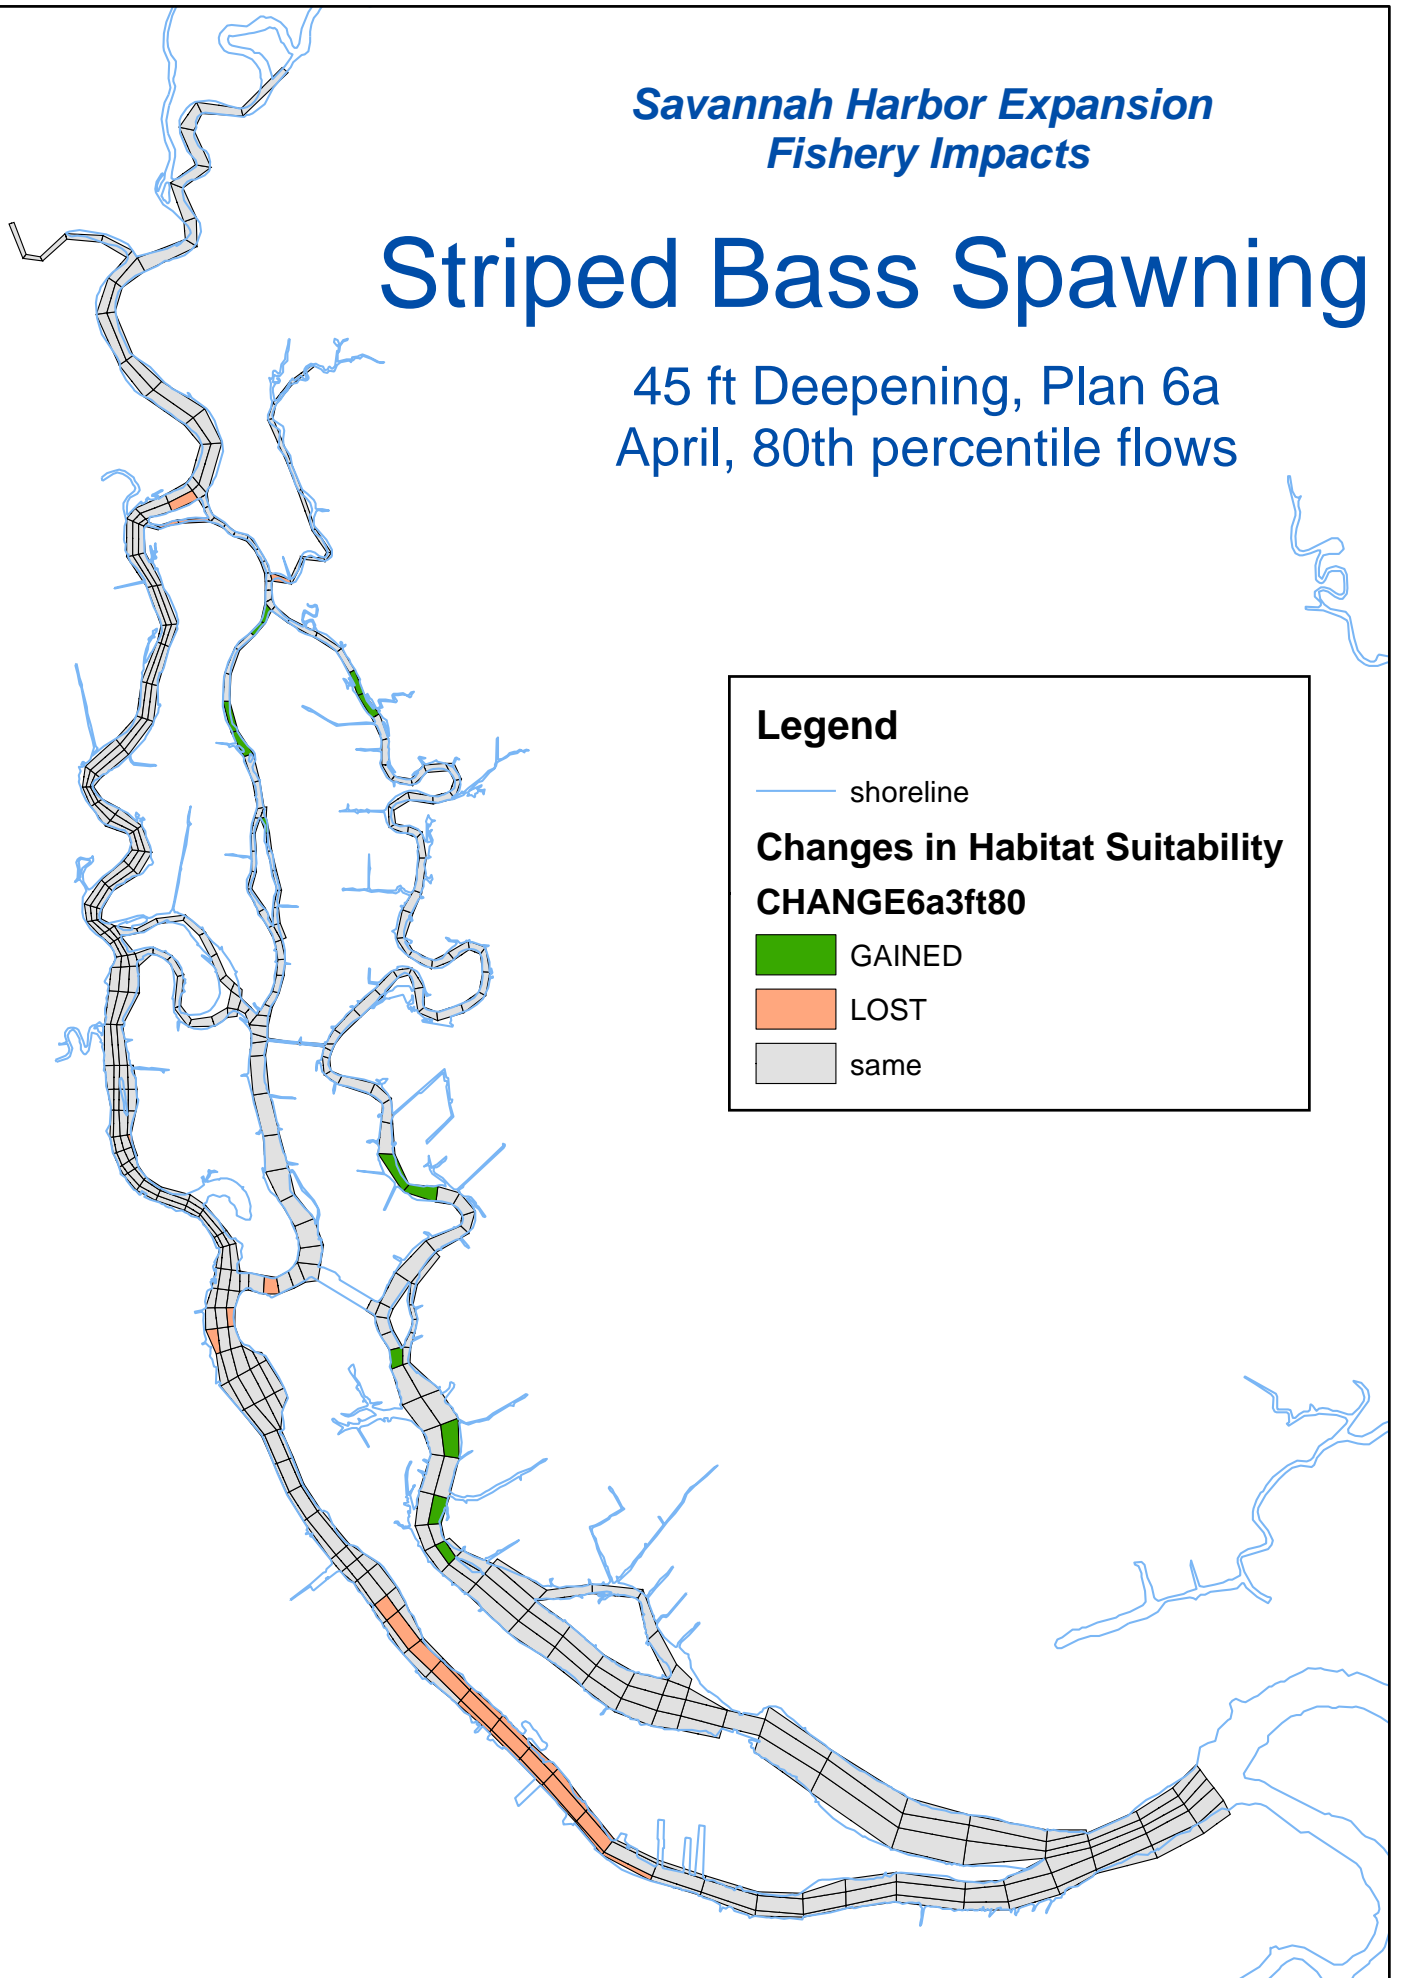 Savannah Harbor Expansion
Fishery Impacts
Striped Bass Spawning
45 ft Deepening, Plan 6a
April, 80th percentile flows
Legend
shoreline
Changes in Habitat Suitability
CHANGE6a3ft80
GAINED
LOST
same